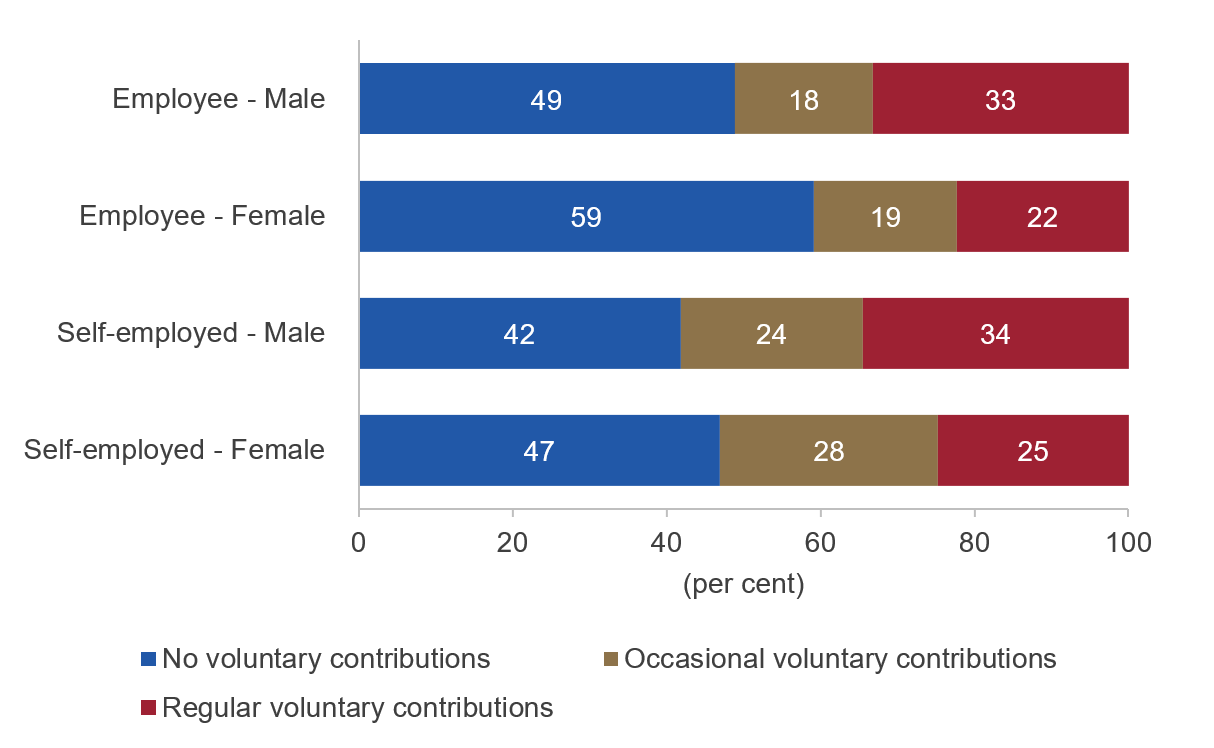 Employee - Male 49 18 33
Employee - Female 59 19 22
Self-employed - Male 42 24 34
Self-employed - Female 47 28 25
0 20 40 60 80 100
(per cent)
No voluntary contributions Occasional voluntary contributions
Regular voluntary contributions